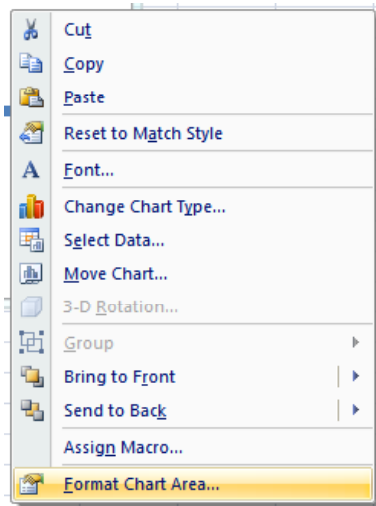 Cut
Copy
Paste
Reset to Match Style
Font...
Change Chart Type...
Select Data...
Move Chart...
3-D Rotation...
Group
Bring to Front
Send to Back
Assign Macro...
Format Chart Area...